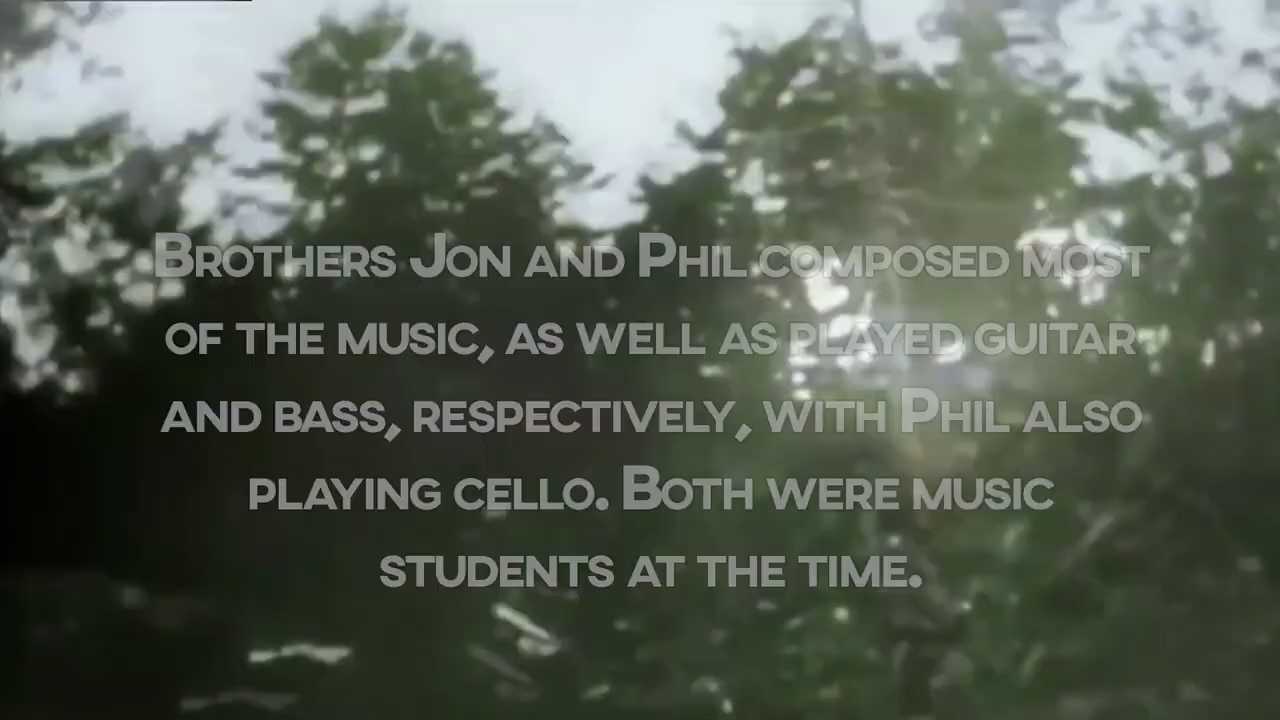 Brothers Jon and Phil composed most
of the music, as well as played guitar
and bass, respectively, with Phil also
playing cello. Both were music
students at the time.